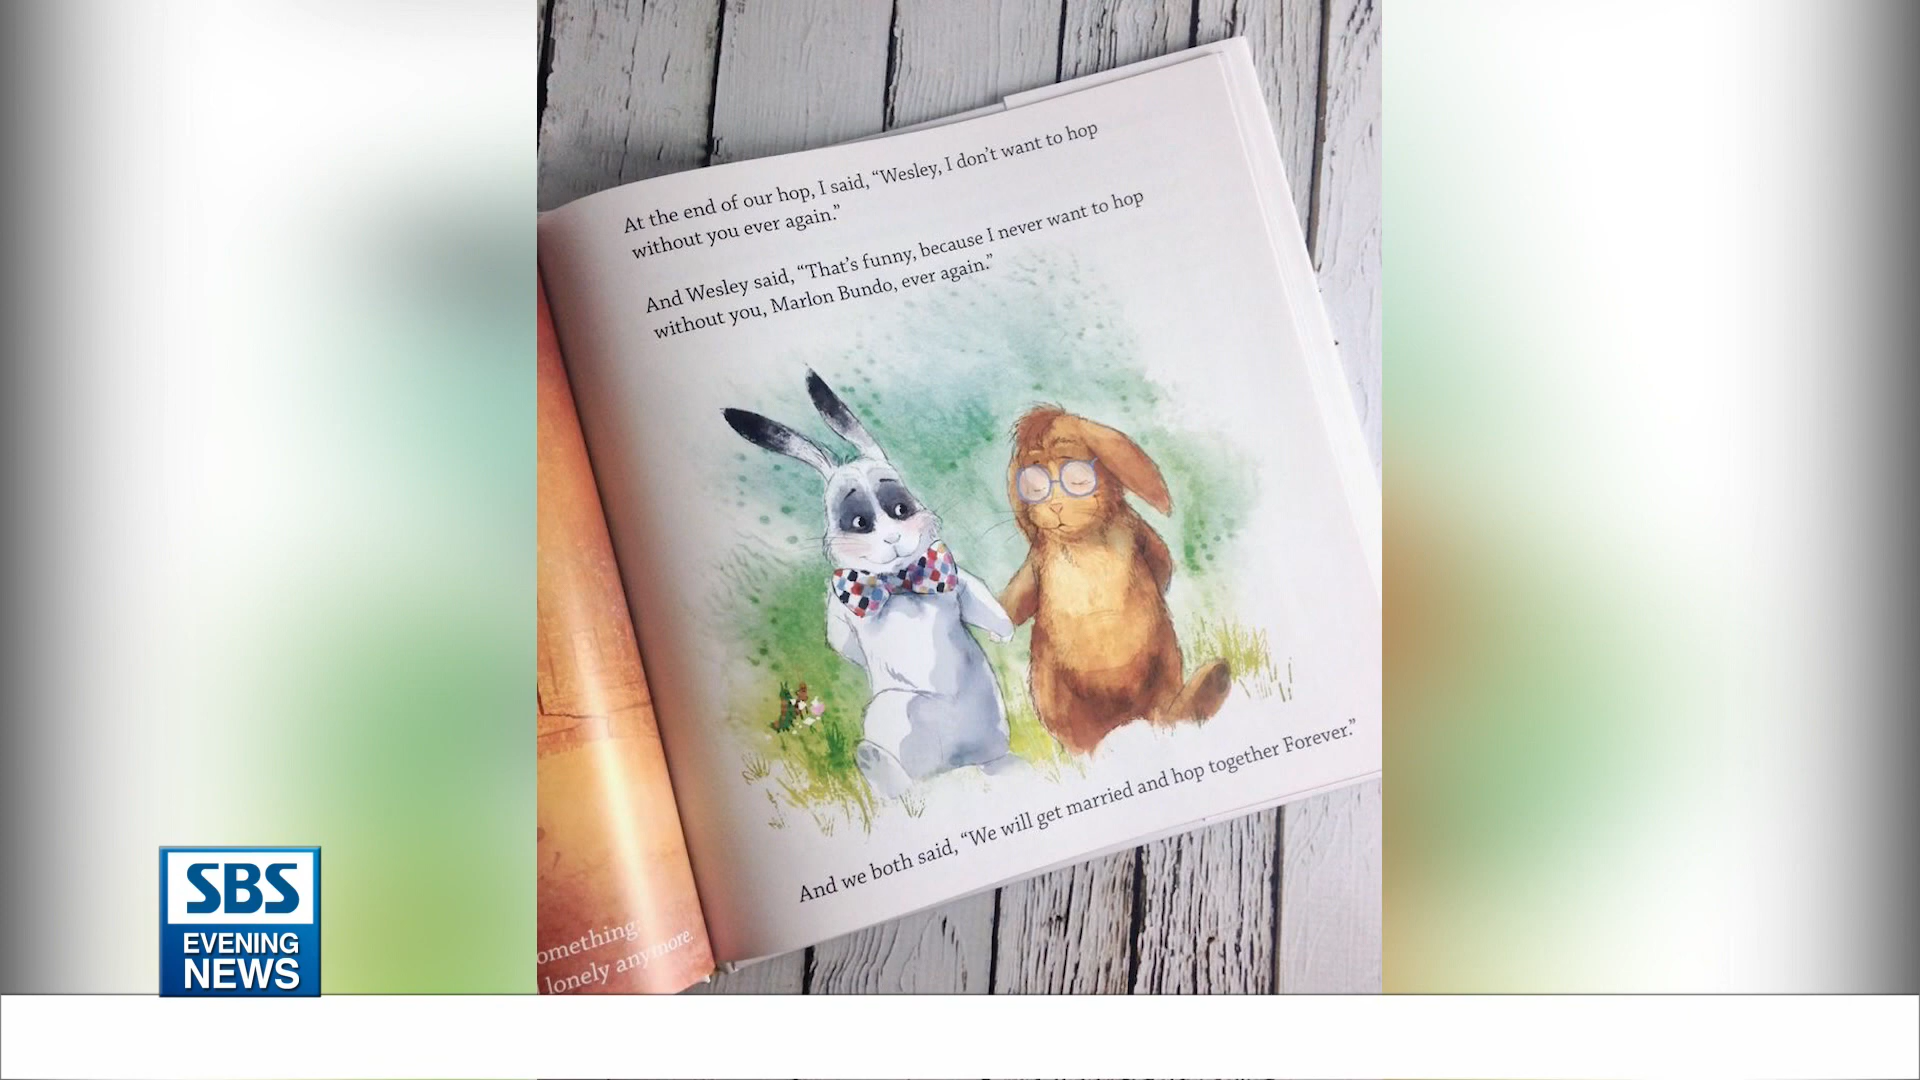 At the end of our hop, I said, “Wesley, I don’t want to hop
without you ever again.”
And Wesley said, “That’s funny, because I never want to hop
without you, Marlon Bundo, ever again.”
And we both said, “We will get married and hop together Forever.”
omething:
lonely anymore.
SBS
EVENING
NEWS